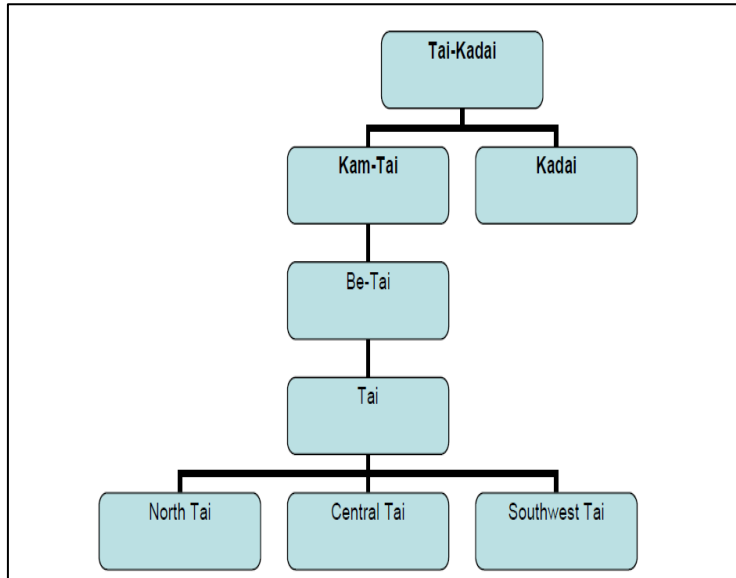 Tai-Kadai
Kam-Tai
Kadai
Be-Tai
Tai
North Tai
Central Tai
Southwest Tai